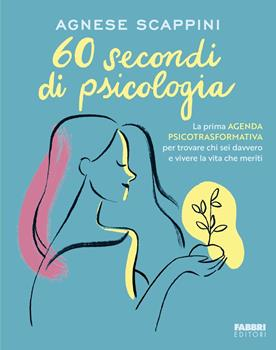 AGNESE SCAPPINI
60 secondi
di psicologia
La prima AGENDA
PSICOTRASFORMATIVA
per trovare chi sei davvero
e vivere la vita che meriti
FABBRI
EDITORI